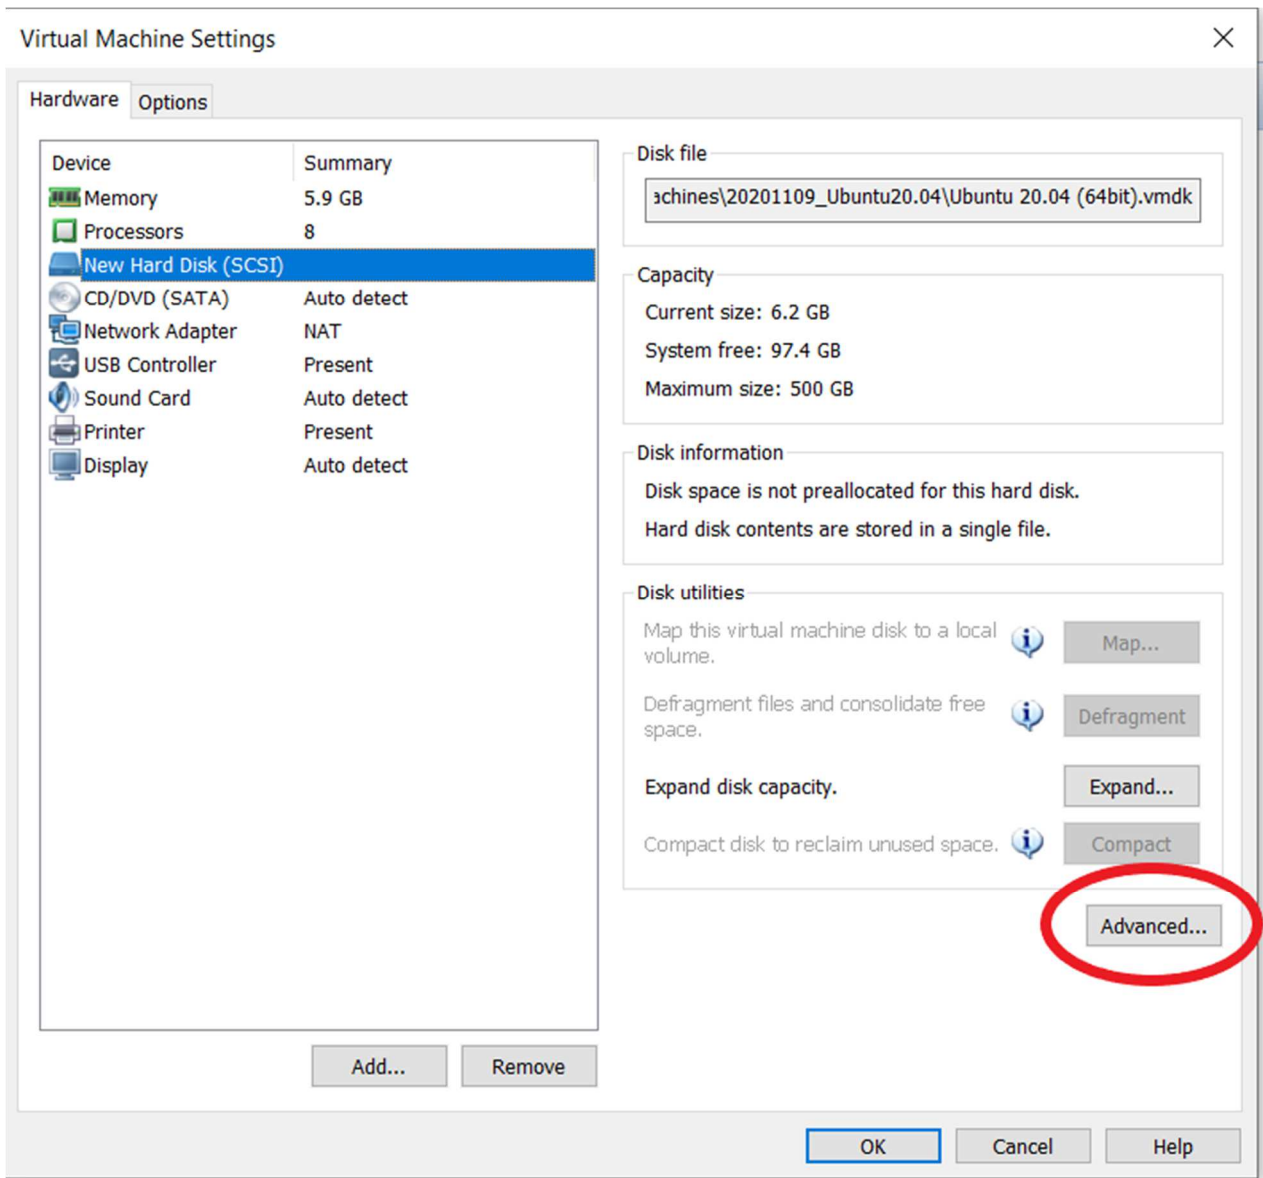 Virtual Machine Settings
Hardware Options
Device Summary
Memory 5.9 GB
Processors 8
New Hard Disk (SCSI)
CD/DVD (SATA) Auto detect
Network Adapter NAT
USB Controller Present
Sound Card Auto detect
Printer Present
Display Auto detect
Add... Remove
Disk file
achines\20201109_Ubuntu20.04\Ubuntu 20.04 (64bit).vmdk
Capacity
Current size: 6.2 GB
System free: 97.4 GB
Maximum size: 500 GB
Disk information
Disk space is not preallocated for this hard disk.
Hard disk contents are stored in a single file.
Disk utilities
Map this virtual machine disk to a local
volume.
Map...
Defragment files and consolidate free
space.
Defragment
Expand disk capacity.
Expand...
Compact disk to reclaim unused space.
Compact
Advanced...
OK Cancel Help